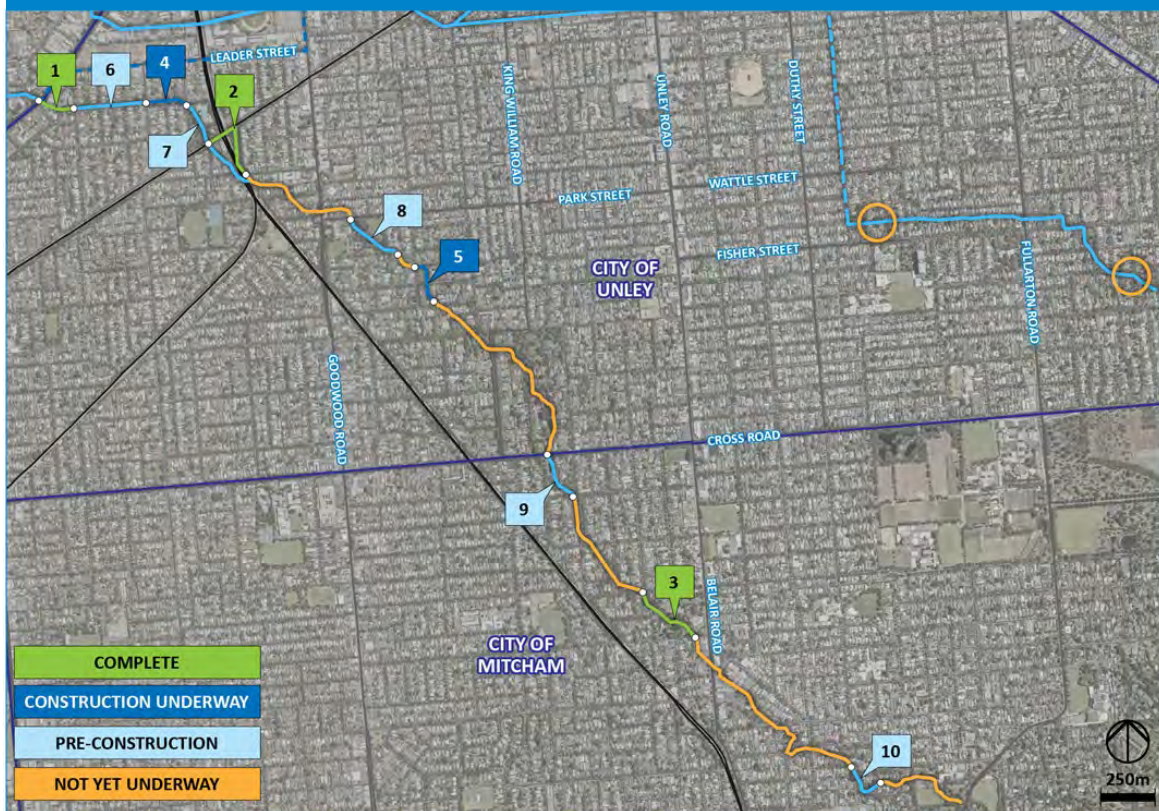 LEADER STREET
1
6
4
2
7
KING WILLIAM ROAD
UNLEY ROAD
DUTHY STREET
PARK STREET
WATTLE STREET
8
5
FISHER STREET
CITY OF
UNLEY
FULLARTON ROAD
GOODWOOD ROAD
CROSS ROAD
9
3
BELAIR ROAD
CITY OF
MITCHAM
10
COMPLETE
CONSTRUCTION UNDERWAY
PRE-CONSTRUCTION
NOT YET UNDERWAY
250m